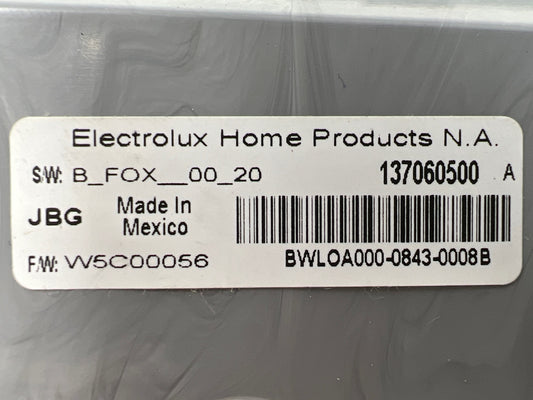 Electrolux Home Products N.A.
S/W: B_FOX__00_20 137060500 A
JBG Made In
Mexico
F/W: W5C00056 BWLOA000-0843-0008B